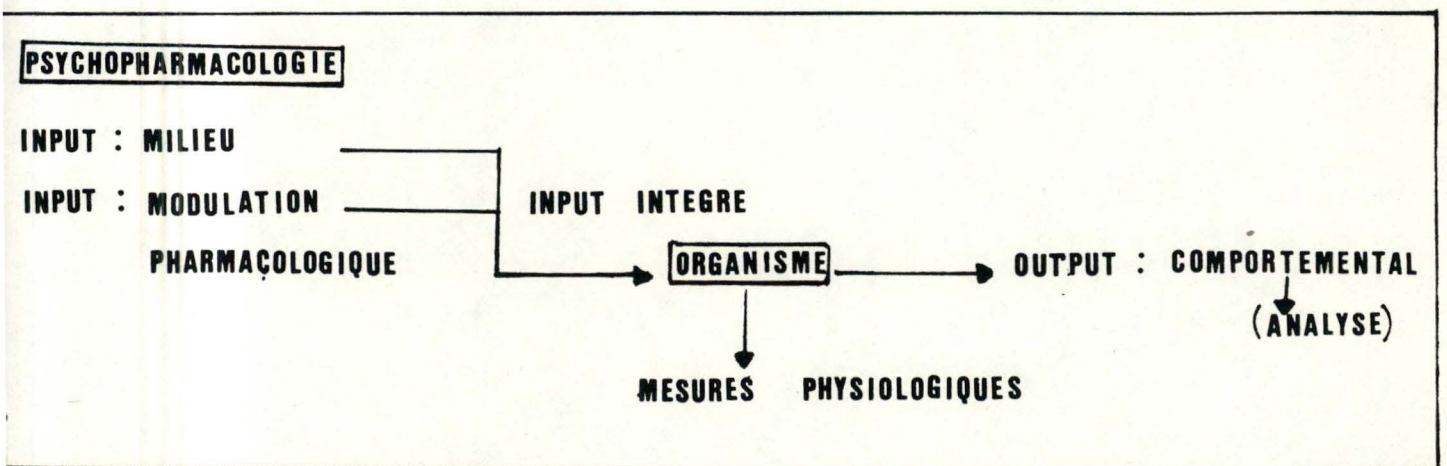 PSYCHOPHARMACOLOGIE
INPUT : MILIEU
INPUT : MODULATION
PHARMAÇOLOGIQUE
INPUT INTEGRE
ORGANISME
OUTPUT : COMPORTEMENTAL
(ANALYSE)
MESURES PHYSIOLOGIQUES